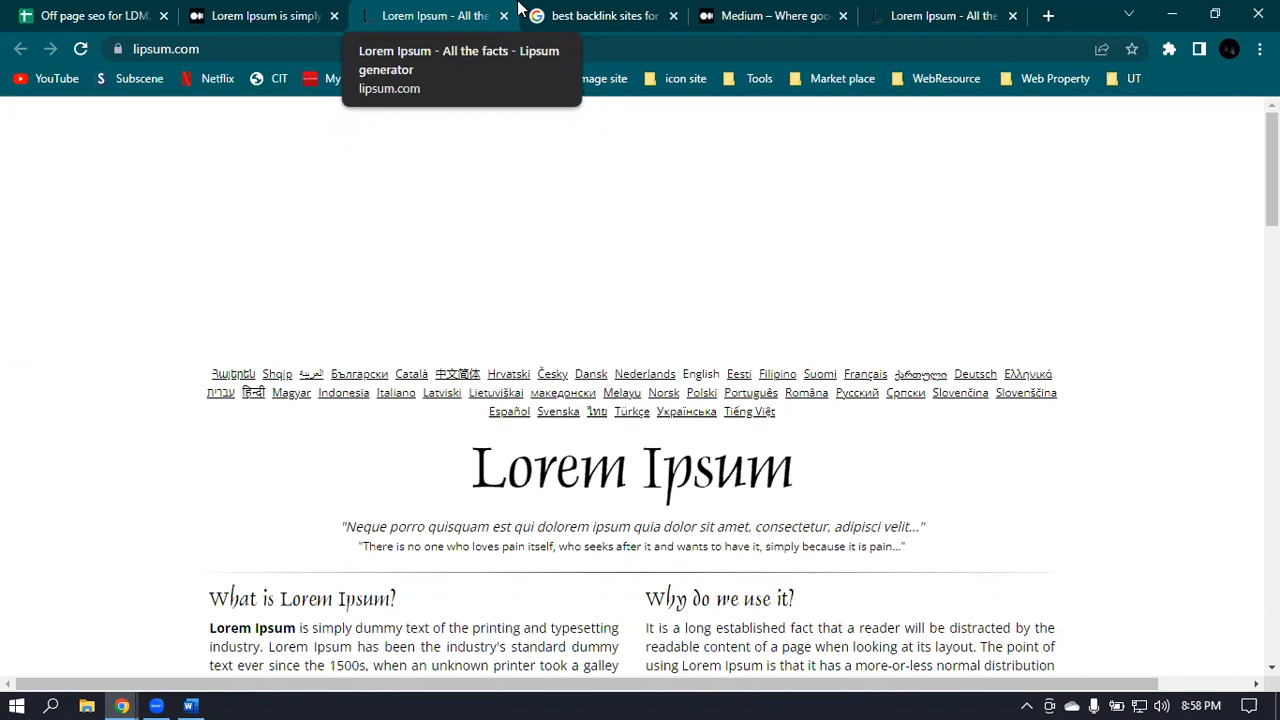 Off page for LDM
Lorem Ipsum is simply
Lorem Ipsum - All the
best backlink sites for
Medium – Where goo
Lorem Ipsum - All the
lipsum.com
Lorem Ipsum - All the facts - Lipsum
generator
lipsum.com
YouTube
Subscene
Netflix
CIT
My
mage site
icon site
Tools
Market place
WebResource
Web Property
UT
Հայերեն Shqip العربية Български Català 中文简体 Hrvatski Česky Dansk Nederlands English Eesti Filipino Suomi Français ქართული Deutsch Ελληνικά
עברית हिन्दी Magyar Indonesia Italiano Latviski Lietuviškai македонски Melayu Norsk Polski Português Româna Русский Српски Slovenčina Slovenščina
Español Svenska ไทย Türkçe Українська Tiếng Việt
Lorem Ipsum
"Neque porro quisquam est qui dolorem ipsum quia dolor sit amet, consectetur, adipisci velit..."
"There is no one who loves pain itself, who seeks after it and wants to have it, simply because it is pain..."
What is Lorem Ipsum?
Lorem Ipsum is simply dummy text of the printing and typesetting
industry. Lorem Ipsum has been the industry's standard dummy
text ever since the 1500s, when an unknown printer took a galley
Why do we use it?
It is a long established fact that a reader will be distracted by the
readable content of a page when looking at its layout. The point of
using Lorem Ipsum is that it has a more-or-less normal distribution
8:58 PM